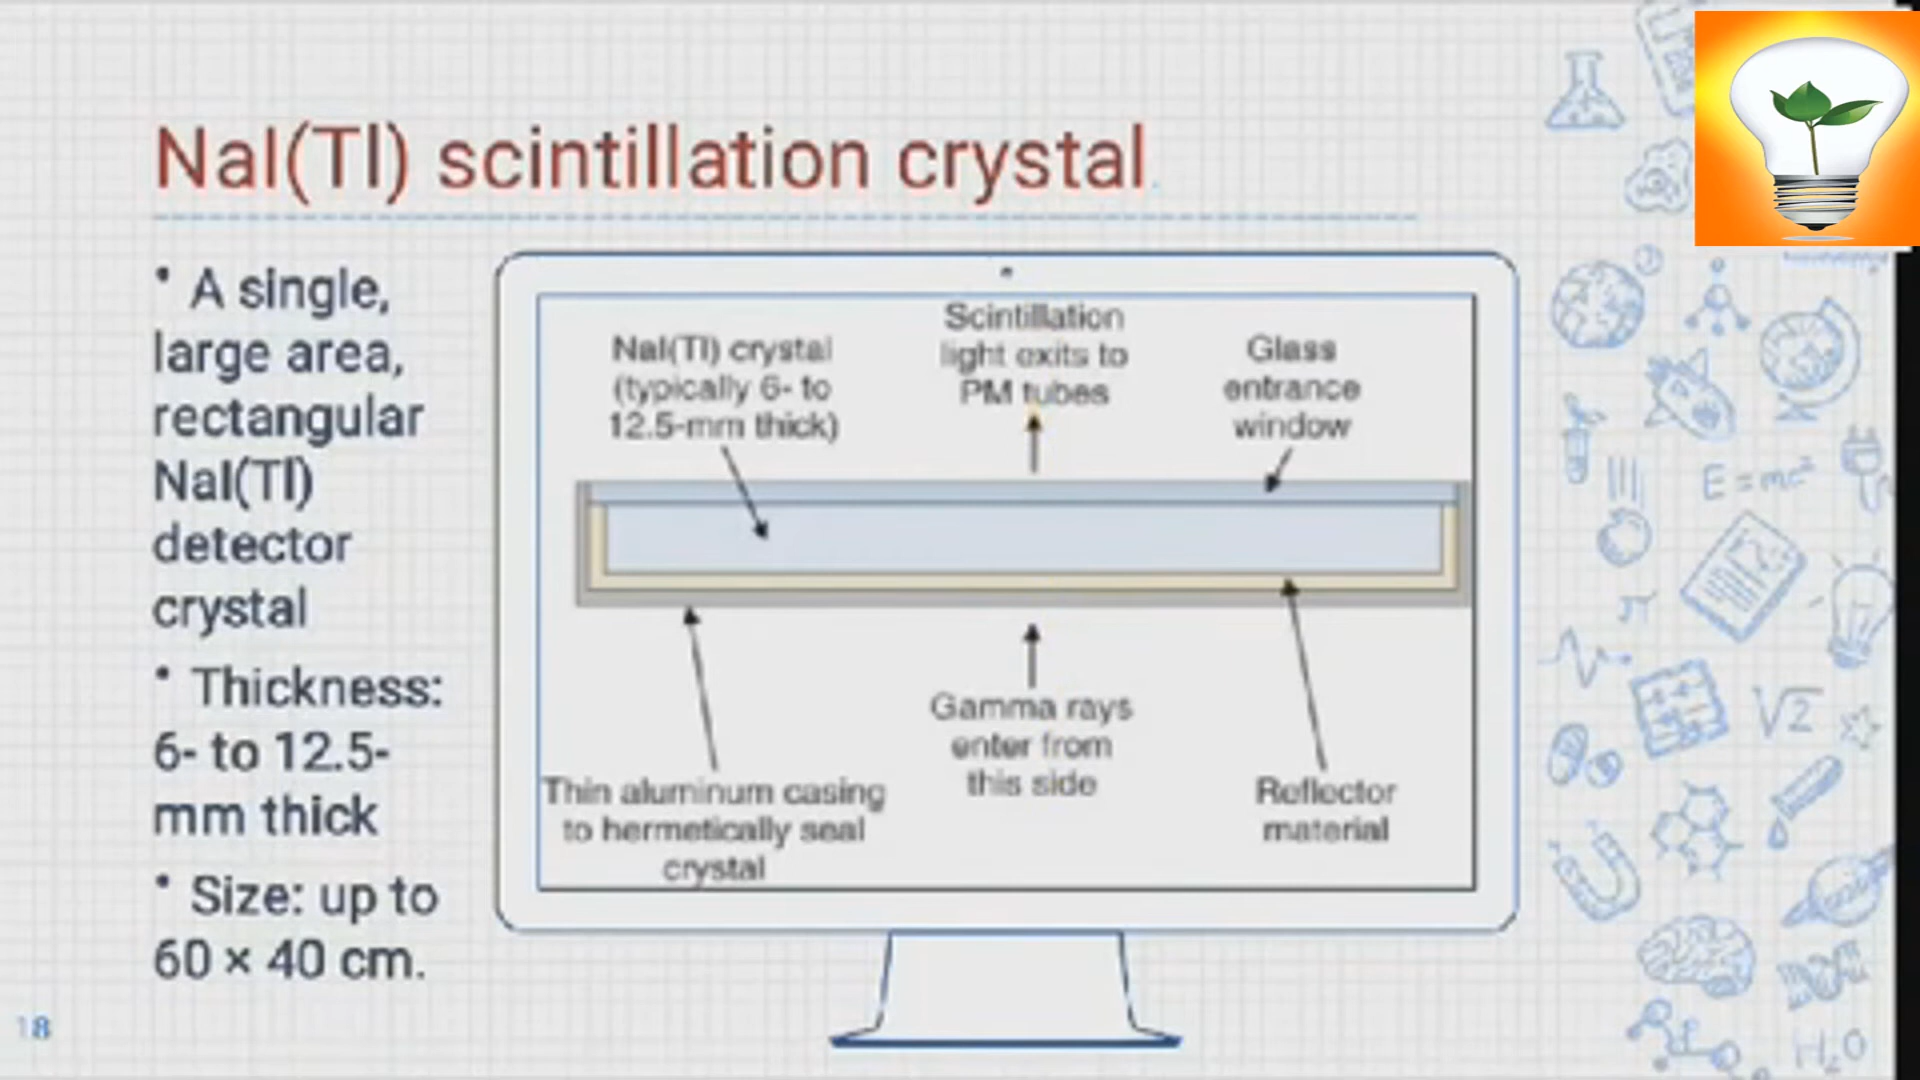 NaI(Tl) scintillation crystal
• A single,
large area,
rectangular
NaI(Tl)
detector
crystal
• Thickness:
6- to 12.5-
mm thick
• Size: up to
60 × 40 cm.
NaI(Tl) crystal
(typically 6- to
12.5-mm thick)
Scintillation
light exits to
PM tubes
Glass
entrance
window
Thin aluminum casing
to hermetically seal
crystal
Gamma rays
enter from
this side
Reflector
material
18
E = mc²
π
√2
H₂O